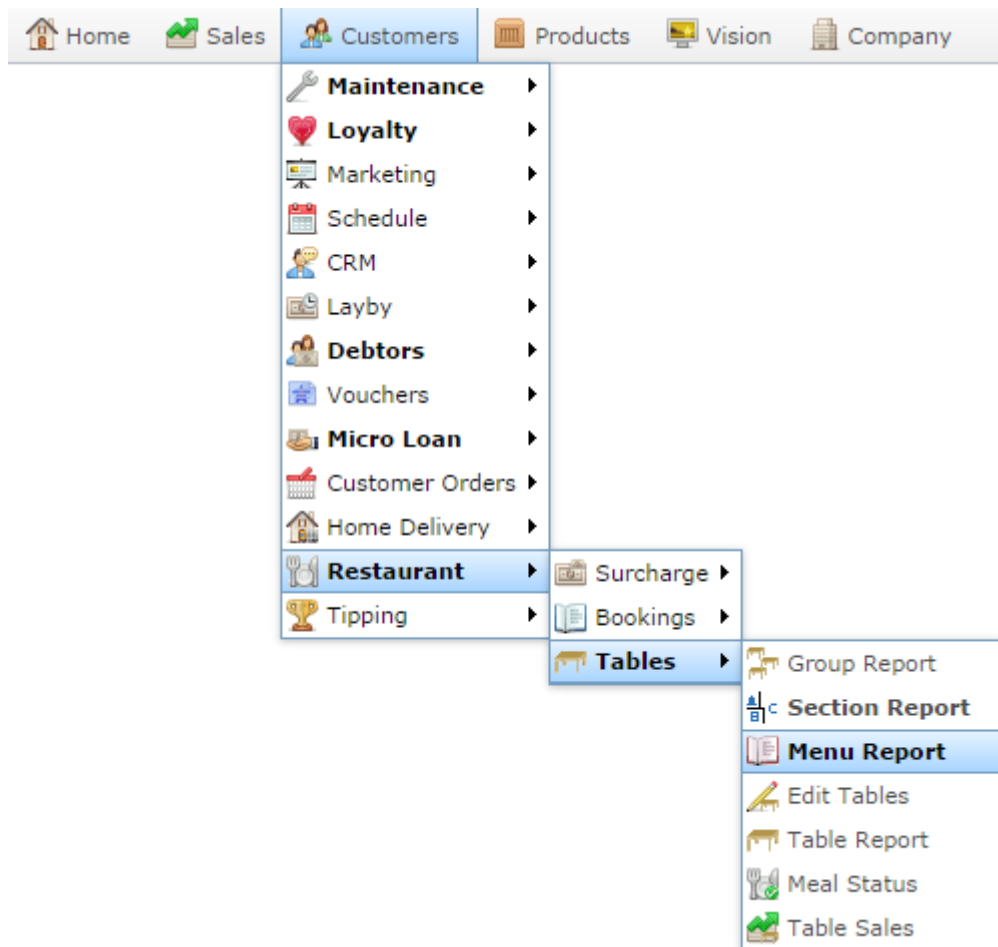 Home Sales Customers Products Vision Company
Maintenance
Loyalty
Marketing
Schedule
CRM
Layby
Debtors
Vouchers
Micro Loan
Customer Orders
Home Delivery
Restaurant
Tipping
Surcharge
Bookings
Tables
Group Report
Section Report
Menu Report
Edit Tables
Table Report
Meal Status
Table Sales